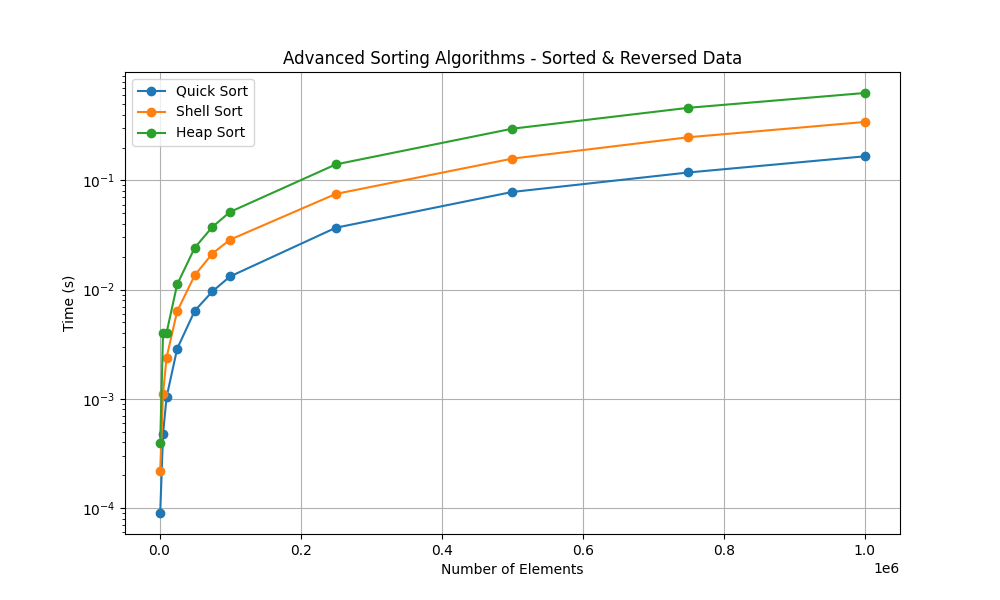 Advanced Sorting Algorithms - Sorted & Reversed Data
Quick Sort
Shell Sort
Heap Sort
Time (s)
10⁻¹
10⁻²
10⁻³
10⁻⁴
0.0 0.2 0.4 0.6 0.8 1.0
1e6
Number of Elements